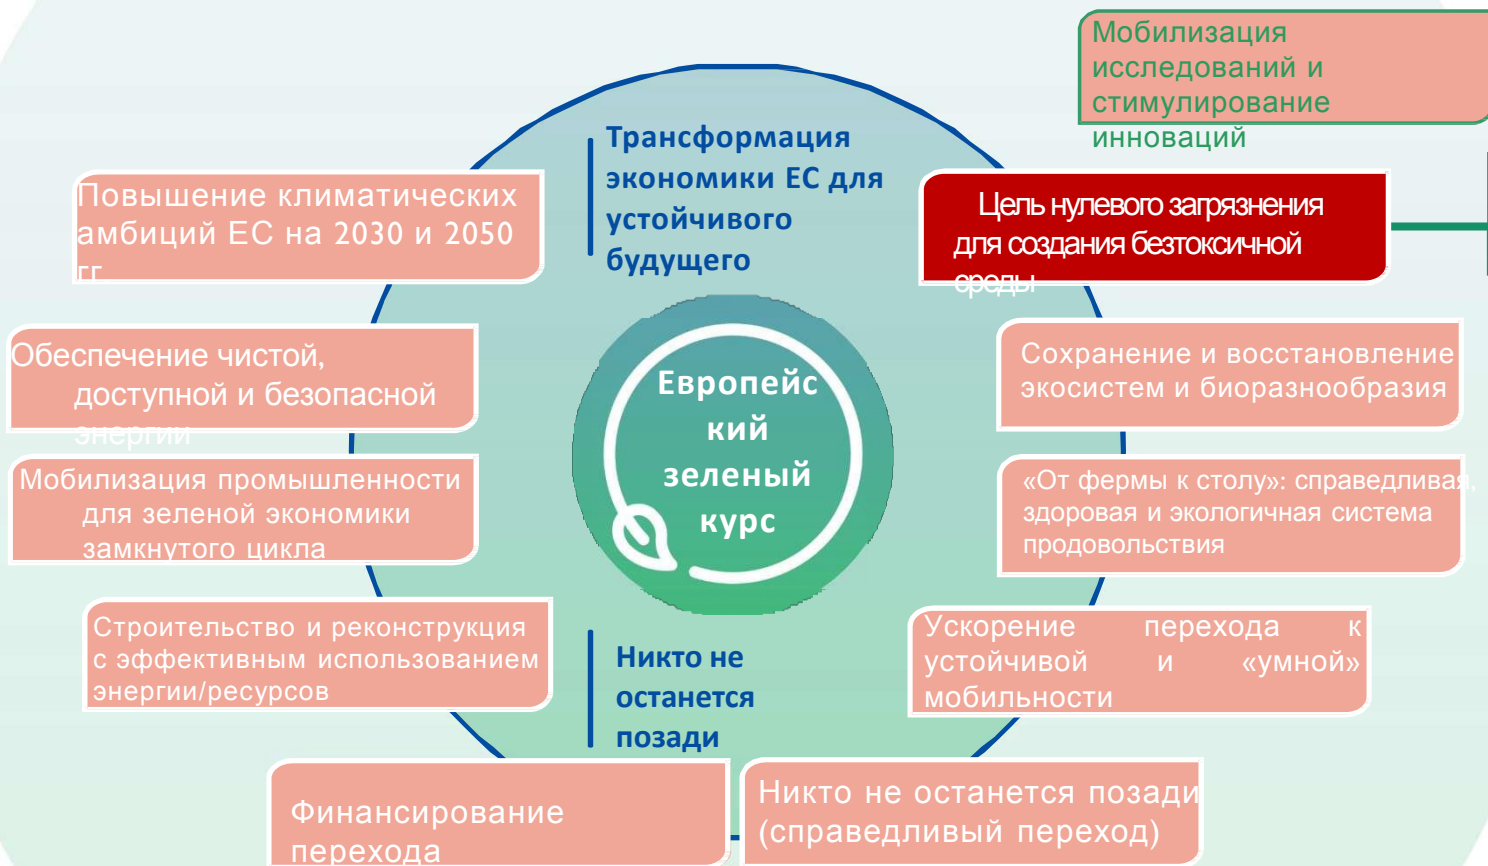 Мобилизация
исследований и
стимулирование
инноваций
Трансформация
экономики ЕС для
устойчивого
будущего
Повышение климатических
амбиций ЕС на 2030 и 2050
гг.
Цель нулевого загрязнения
для создания безтоксичной
среды
Обеспечение чистой,
доступной и безопасной
энергии
Сохранение и восстановление
экосистем и биоразнообразия
Европейс
кий
зеленый
курс
Мобилизация промышленности
для зеленой экономики
замкнутого цикла
«От фермы к столу»: справедливая,
здоровая и экологичная система
продовольствия
Строительство и реконструкция
с эффективным использованием
энергии/ресурсов
Никто не
останется
позади
Ускорение перехода к
устойчивой и «умной»
мобильности
Финансирование
перехода
Никто не останется позади
(справедливый переход)